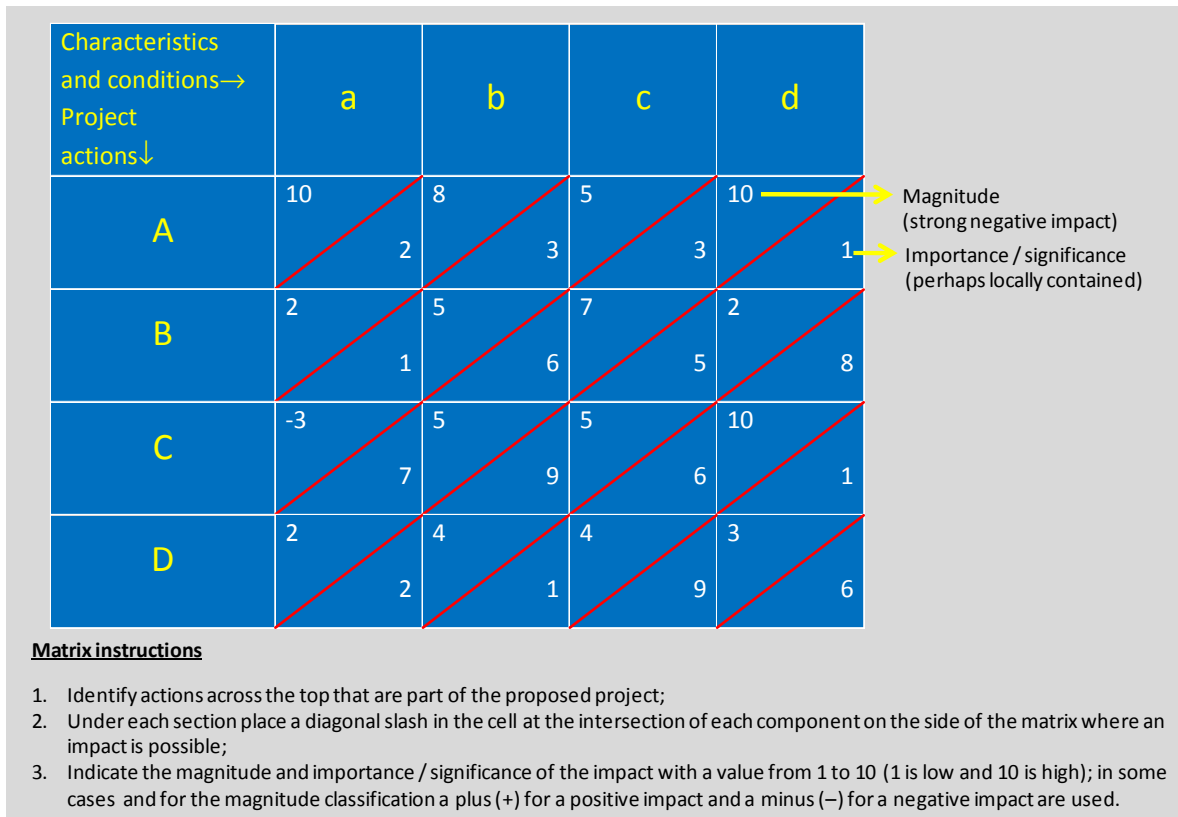 Characteristics
and conditions→
Project
actions↓
a b c d
A
10 8 5 10
2 3 3 1
Magnitude
(strong negative impact)
Importance / significance
(perhaps locally contained)
B
2 5 7 2
1 6 5 8
C
-3 5 5 10
7 9 6 1
D
2 4 4 3
2 1 9 6
Matrix instructions
1. Identify actions across the top that are part of the proposed project;
2. Under each section place a diagonal slash in the cell at the intersection of each component on the side of the matrix where an
impact is possible;
3. Indicate the magnitude and importance / significance of the impact with a value from 1 to 10 (1 is low and 10 is high); in some
cases and for the magnitude classification a plus (+) for a positive impact and a minus (–) for a negative impact are used.